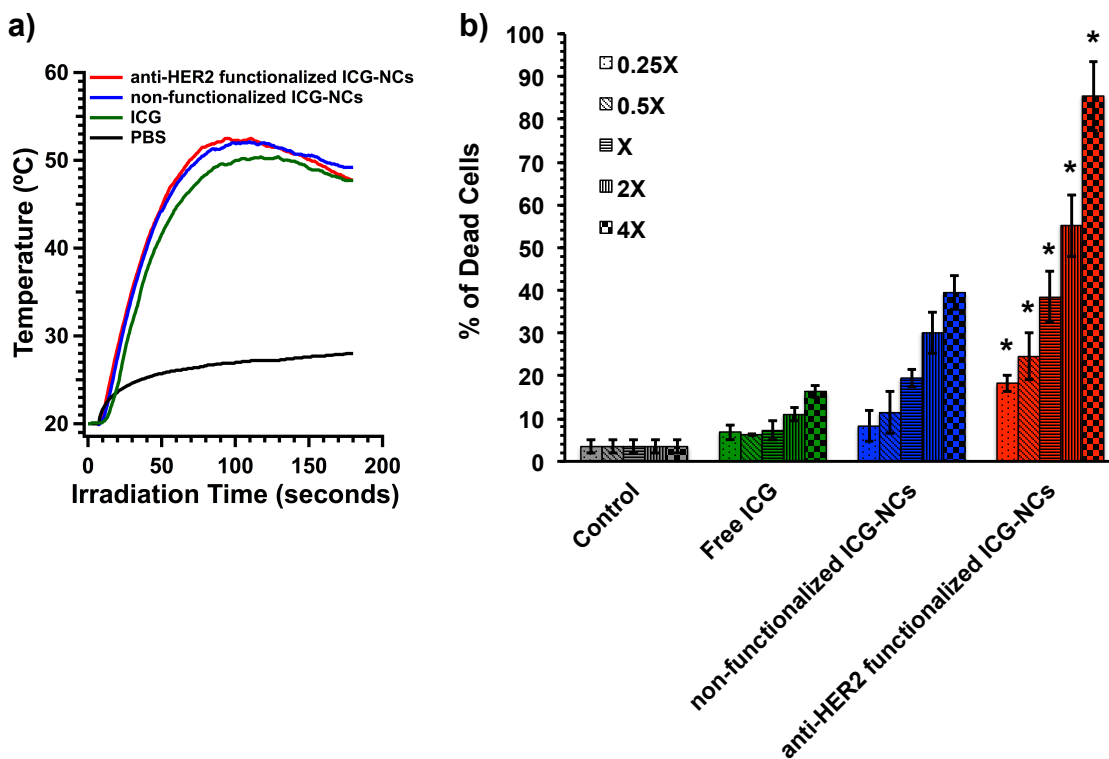 a)
60
50
40
30
20
Temperature (ºC)
anti-HER2 functionalized ICG-NCs
non-functionalized ICG-NCs
ICG
PBS
0 50 100 150 200
Irradiation Time (seconds)
b)
100
90
80
70
60
50
40
30
20
10
0
% of Dead Cells
0.25X
0.5X
X
2X
4X
* * * * *
Control
Free ICG
non-functionalized ICG-NCs
anti-HER2 functionalized ICG-NCs